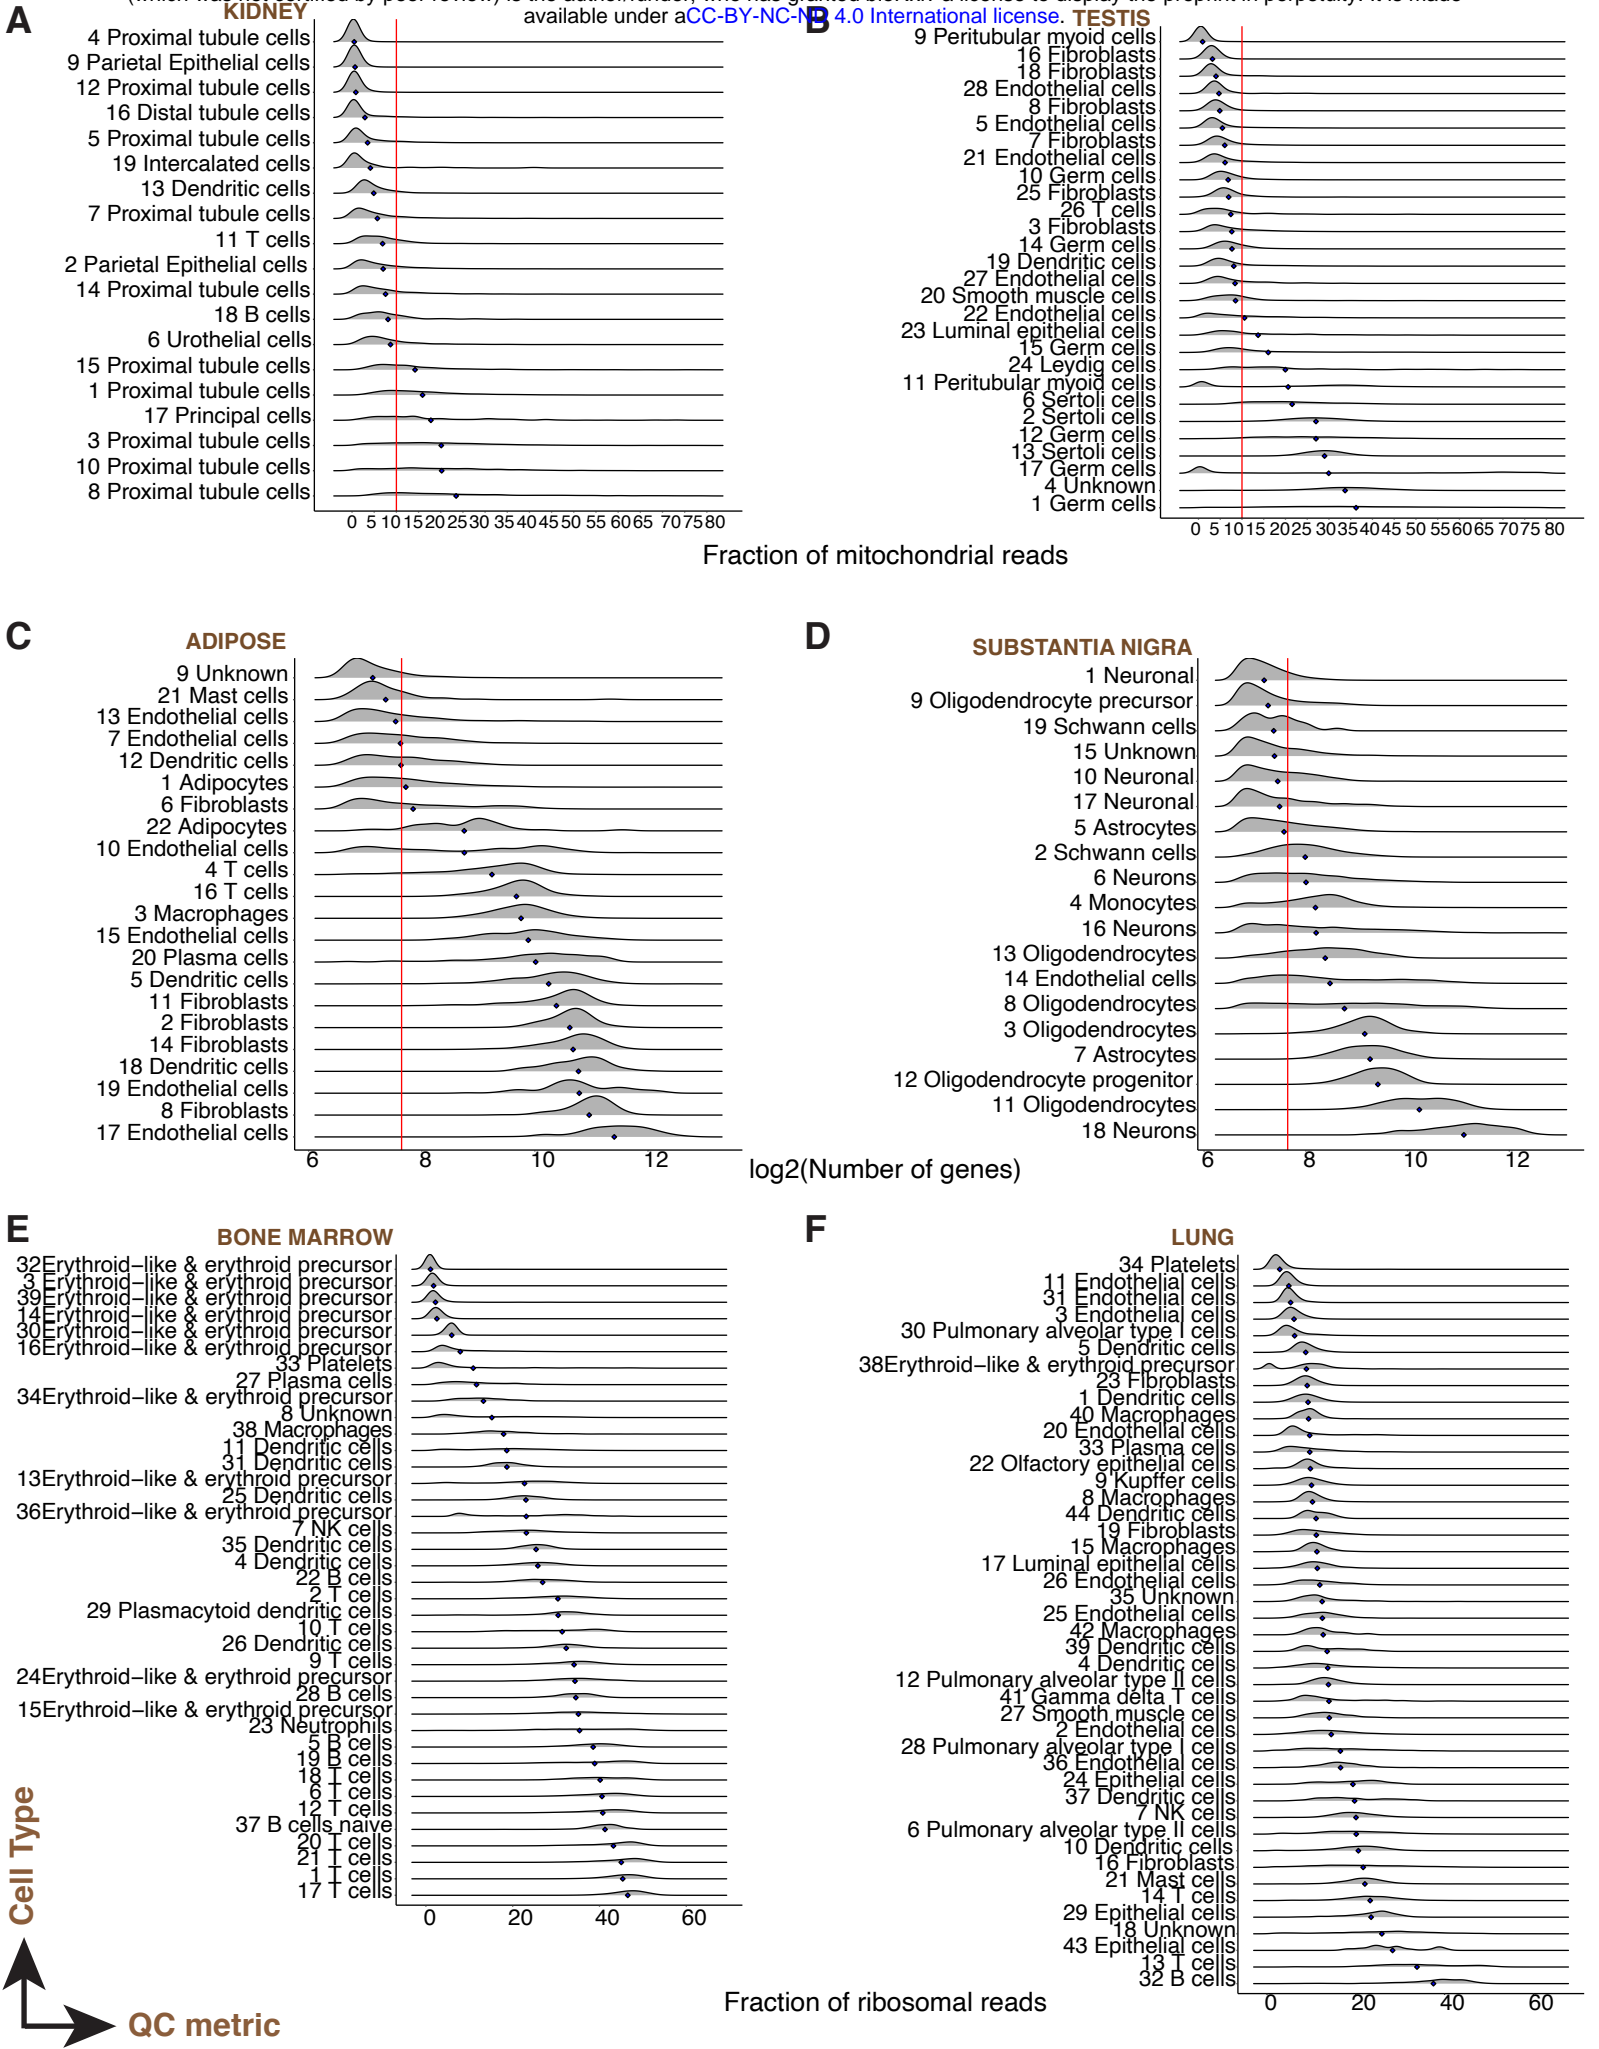 (which was not certified by peer review) is the author/funder, who has granted bioRxiv a license to display the preprint in perpetuity. It is made
available under aCC-BY-NC-ND 4.0 International license.
A
KIDNEY
4 Proximal tubule cells
9 Parietal Epithelial cells
12 Proximal tubule cells
16 Distal tubule cells
5 Proximal tubule cells
19 Intercalated cells
13 Dendritic cells
7 Proximal tubule cells
11 T cells
2 Parietal Epithelial cells
14 Proximal tubule cells
18 B cells
6 Urothelial cells
15 Proximal tubule cells
1 Proximal tubule cells
17 Principal cells
3 Proximal tubule cells
10 Proximal tubule cells
8 Proximal tubule cells
0 5 10 15 20 25 30 35 40 45 50 55 60 65 70 75 80
B
TESTIS
9 Peritubular myoid cells
16 Fibroblasts
18 Fibroblasts
28 Endothelial cells
8 Fibroblasts
5 Endothelial cells
7 Fibroblasts
21 Endothelial cells
10 Germ cells
25 Fibroblasts
26 T cells
3 Fibroblasts
14 Germ cells
19 Dendritic cells
27 Endothelial cells
20 Smooth muscle cells
22 Endothelial cells
23 Luminal epithelial cells
15 Germ cells
24 Leydig cells
11 Peritubular myoid cells
6 Sertoli cells
2 Sertoli cells
12 Germ cells
13 Sertoli cells
17 Germ cells
4 Unknown
1 Germ cells
0 5 10 15 20 25 30 35 40 45 50 55 60 65 70 75 80
Fraction of mitochondrial reads
C
ADIPOSE
9 Unknown
21 Mast cells
13 Endothelial cells
7 Endothelial cells
12 Dendritic cells
1 Adipocytes
6 Fibroblasts
22 Adipocytes
10 Endothelial cells
4 T cells
16 T cells
3 Macrophages
15 Endothelial cells
20 Plasma cells
5 Dendritic cells
11 Fibroblasts
2 Fibroblasts
14 Fibroblasts
18 Dendritic cells
19 Endothelial cells
8 Fibroblasts
17 Endothelial cells
6 8 10 12
D
SUBSTANTIA NIGRA
1 Neuronal
9 Oligodendrocyte precursor
19 Schwann cells
15 Unknown
10 Neuronal
17 Neuronal
5 Astrocytes
2 Schwann cells
6 Neurons
4 Monocytes
16 Neurons
13 Oligodendrocytes
14 Endothelial cells
8 Oligodendrocytes
3 Oligodendrocytes
7 Astrocytes
12 Oligodendrocyte progenitor
11 Oligodendrocytes
18 Neurons
6 8 10 12
log2(Number of genes)
E
BONE MARROW
32Erythroid−like & erythroid precursor
3 Erythroid−like & erythroid precursor
39Erythroid−like & erythroid precursor
14Erythroid−like & erythroid precursor
30Erythroid−like & erythroid precursor
16Erythroid−like & erythroid precursor
33 Platelets
27 Plasma cells
34Erythroid−like & erythroid precursor
8 Unknown
38 Macrophages
11 Dendritic cells
31 Dendritic cells
13Erythroid−like & erythroid precursor
25 Dendritic cells
36Erythroid−like & erythroid precursor
7 NK cells
35 Dendritic cells
4 Dendritic cells
22 B cells
2 T cells
29 Plasmacytoid dendritic cells
10 T cells
26 Dendritic cells
9 T cells
24Erythroid−like & erythroid precursor
28 B cells
15Erythroid−like & erythroid precursor
23 Neutrophils
5 B cells
19 B cells
18 T cells
6 T cells
12 T cells
37 B cells naive
20 T cells
21 T cells
1 T cells
17 T cells
0 20 40 60
F
LUNG
34 Platelets
11 Endothelial cells
31 Endothelial cells
3 Endothelial cells
30 Pulmonary alveolar type I cells
5 Dendritic cells
38Erythroid−like & erythroid precursor
23 Fibroblasts
1 Dendritic cells
40 Macrophages
20 Endothelial cells
33 Plasma cells
22 Olfactory epithelial cells
9 Kupffer cells
8 Macrophages
44 Dendritic cells
19 Fibroblasts
15 Macrophages
17 Luminal epithelial cells
26 Endothelial cells
35 Unknown
25 Endothelial cells
42 Macrophages
39 Dendritic cells
4 Dendritic cells
12 Pulmonary alveolar type II cells
41 Gamma delta T cells
27 Smooth muscle cells
2 Endothelial cells
28 Pulmonary alveolar type I cells
36 Endothelial cells
24 Epithelial cells
37 Dendritic cells
7 NK cells
6 Pulmonary alveolar type II cells
10 Dendritic cells
16 Fibroblasts
21 Mast cells
14 T cells
29 Epithelial cells
18 Unknown
43 Epithelial cells
13 T cells
32 B cells
0 20 40 60
Fraction of ribosomal reads
Cell Type
QC metric